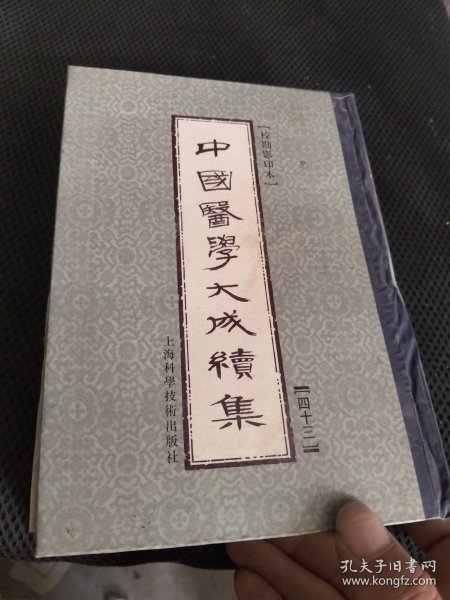 [校勘影印本]
中國醫學大成續集
【四十三】
上海科學技術出版社
孔夫子旧书网
www.kongfz.com